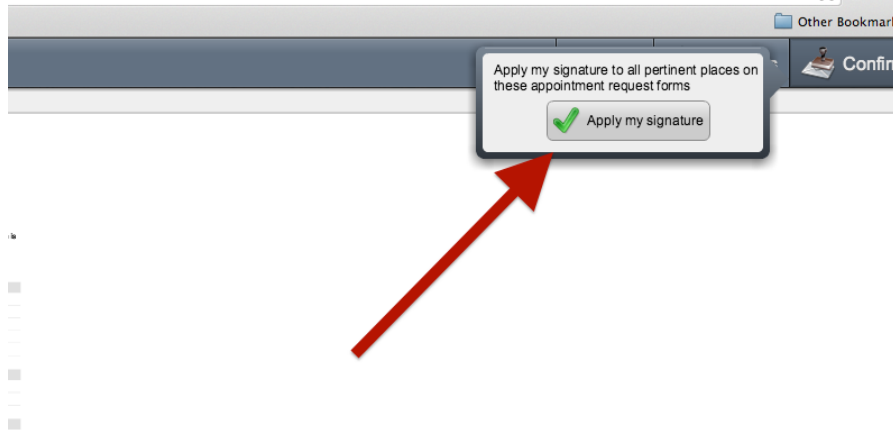 Other Bookmar
Confir
Apply my signature to all pertinent places on
these appointment request forms
Apply my signature